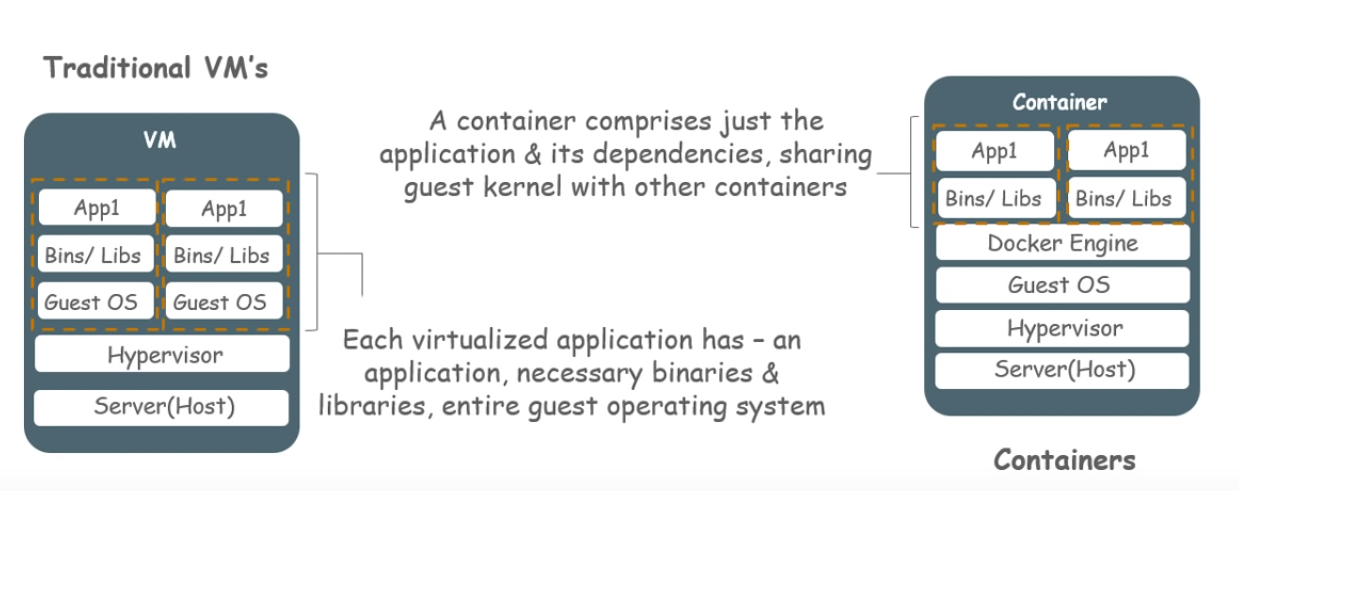 Traditional VM's
VM
App1
App1
Bins/ Libs
Bins/ Libs
Guest OS
Guest OS
Hypervisor
Server(Host)
A container comprises just the
application & its dependencies, sharing
guest kernel with other containers
Each virtualized application has – an
application, necessary binaries &
libraries, entire guest operating system
Container
App1
App1
Bins/ Libs
Bins/ Libs
Docker Engine
Guest OS
Hypervisor
Server(Host)
Containers